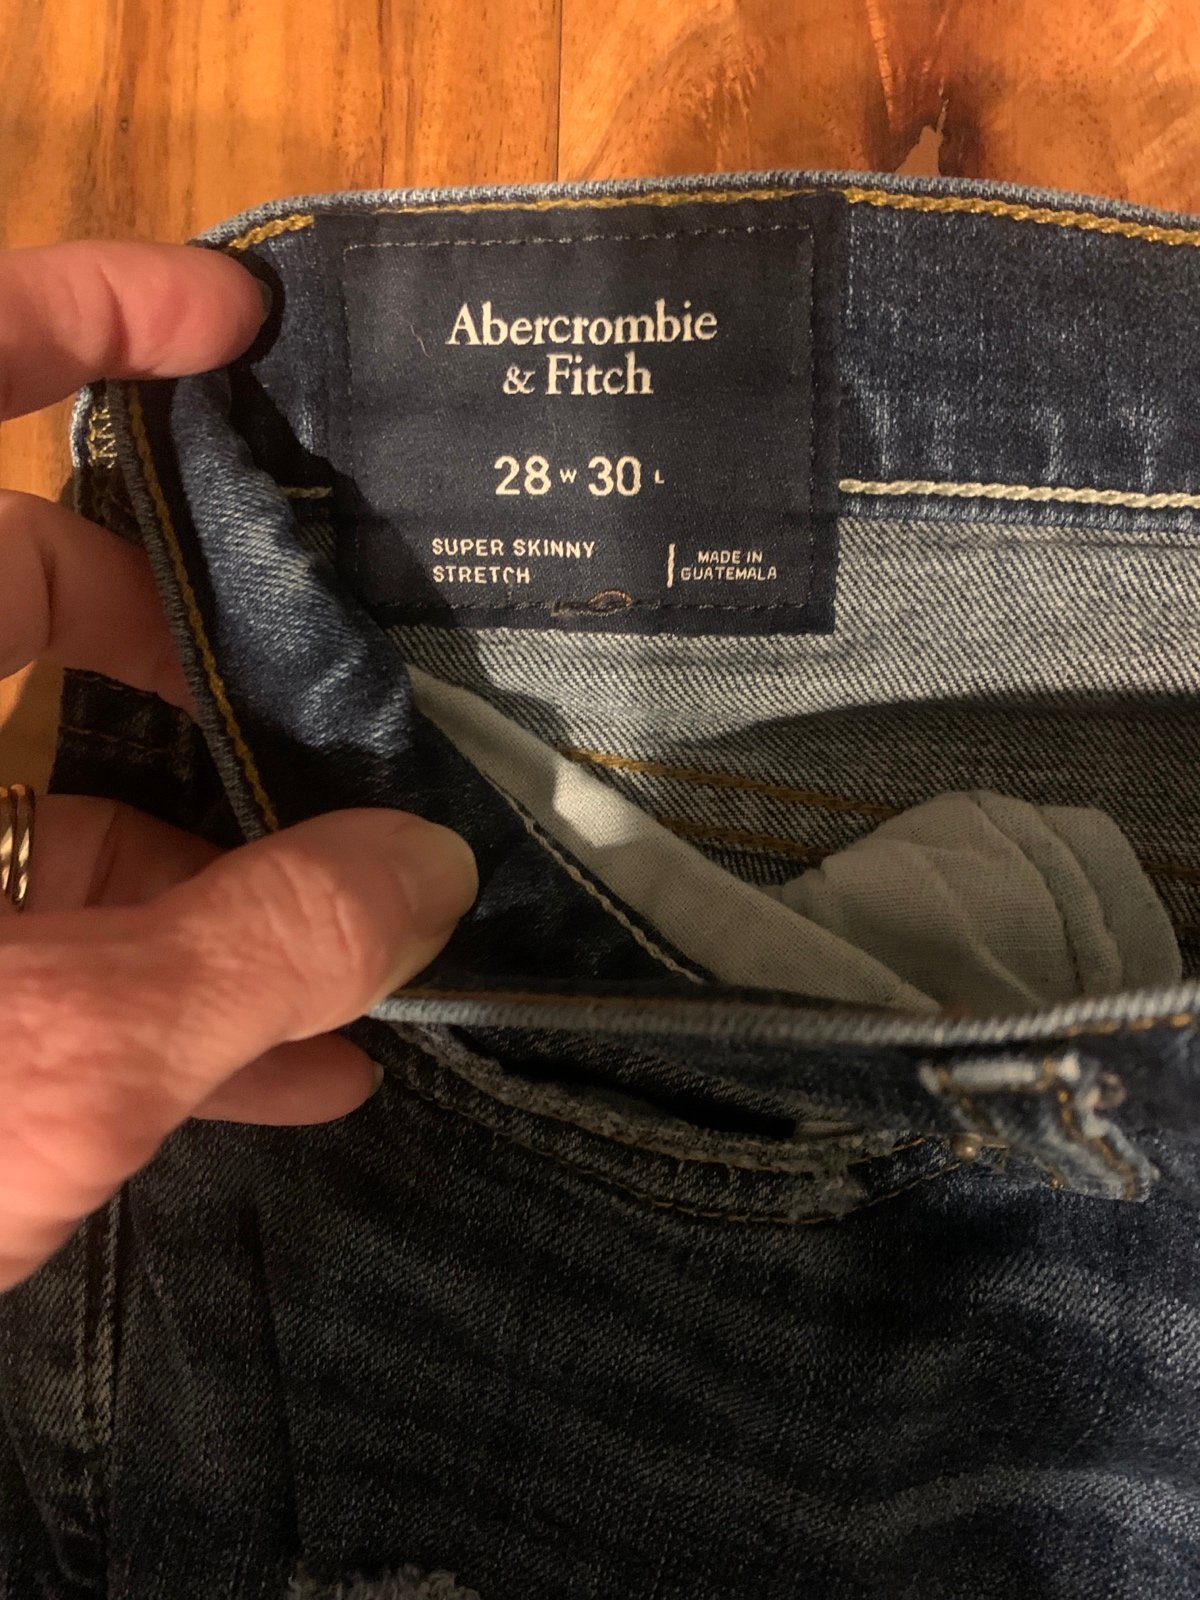 Abercrombie
& Fitch
28 W 30 L
SUPER SKINNY
STRETCH
MADE IN
GUATEMALA